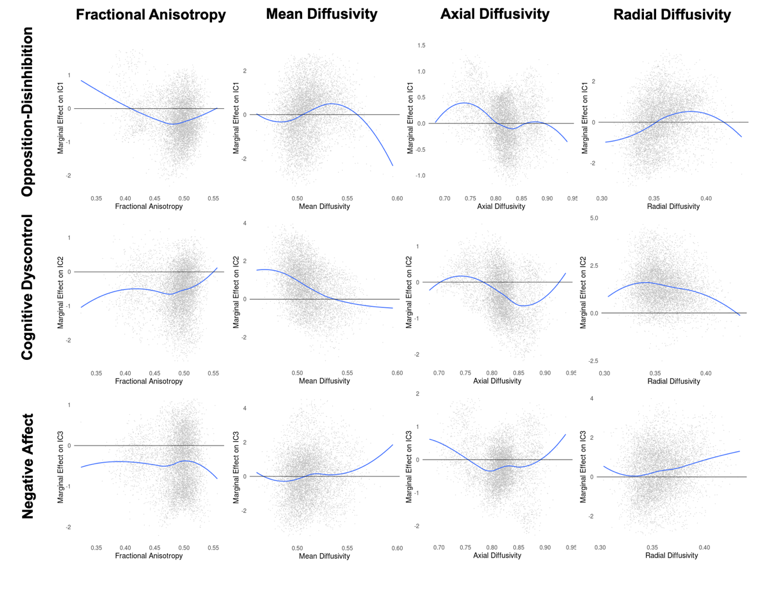 Fractional Anisotropy Mean Diffusivity Axial Diffusivity Radial Diffusivity
Opposition-Disinhibition
Marginal Effect on IC1
1
0
-1
-2
0.35 0.40 0.45 0.50 0.55
Fractional Anisotropy
Marginal Effect on IC1
2
0
-2
0.50 0.55 0.60
Mean Diffusivity
Marginal Effect on IC1
1.5
1.0
0.5
0.0
-0.5
-1.0
0.70 0.75 0.80 0.85 0.90 0.95
Axial Diffusivity
Marginal Effect on IC1
2
0
-2
0.30 0.35 0.40
Radial Diffusivity
Cognitive Dyscontrol
Marginal Effect on IC2
1
0
-1
-2
0.35 0.40 0.45 0.50 0.55
Fractional Anisotropy
Marginal Effect on IC2
4
2
0
-2
0.50 0.55 0.60
Mean Diffusivity
Marginal Effect on IC2
1
0
-1
-2
0.70 0.75 0.80 0.85 0.90 0.95
Axial Diffusivity
Marginal Effect on IC2
5.0
2.5
0.0
-2.5
0.30 0.35 0.40
Radial Diffusivity
Negative Affect
Marginal Effect on IC3
1
0
-1
-2
0.35 0.40 0.45 0.50 0.55
Fractional Anisotropy
Marginal Effect on IC3
4
2
0
-2
0.50 0.55 0.60
Mean Diffusivity
Marginal Effect on IC3
2
1
0
-1
-2
0.70 0.75 0.80 0.85 0.90 0.95
Axial Diffusivity
Marginal Effect on IC3
4
2
0
-2
0.30 0.35 0.40
Radial Diffusivity